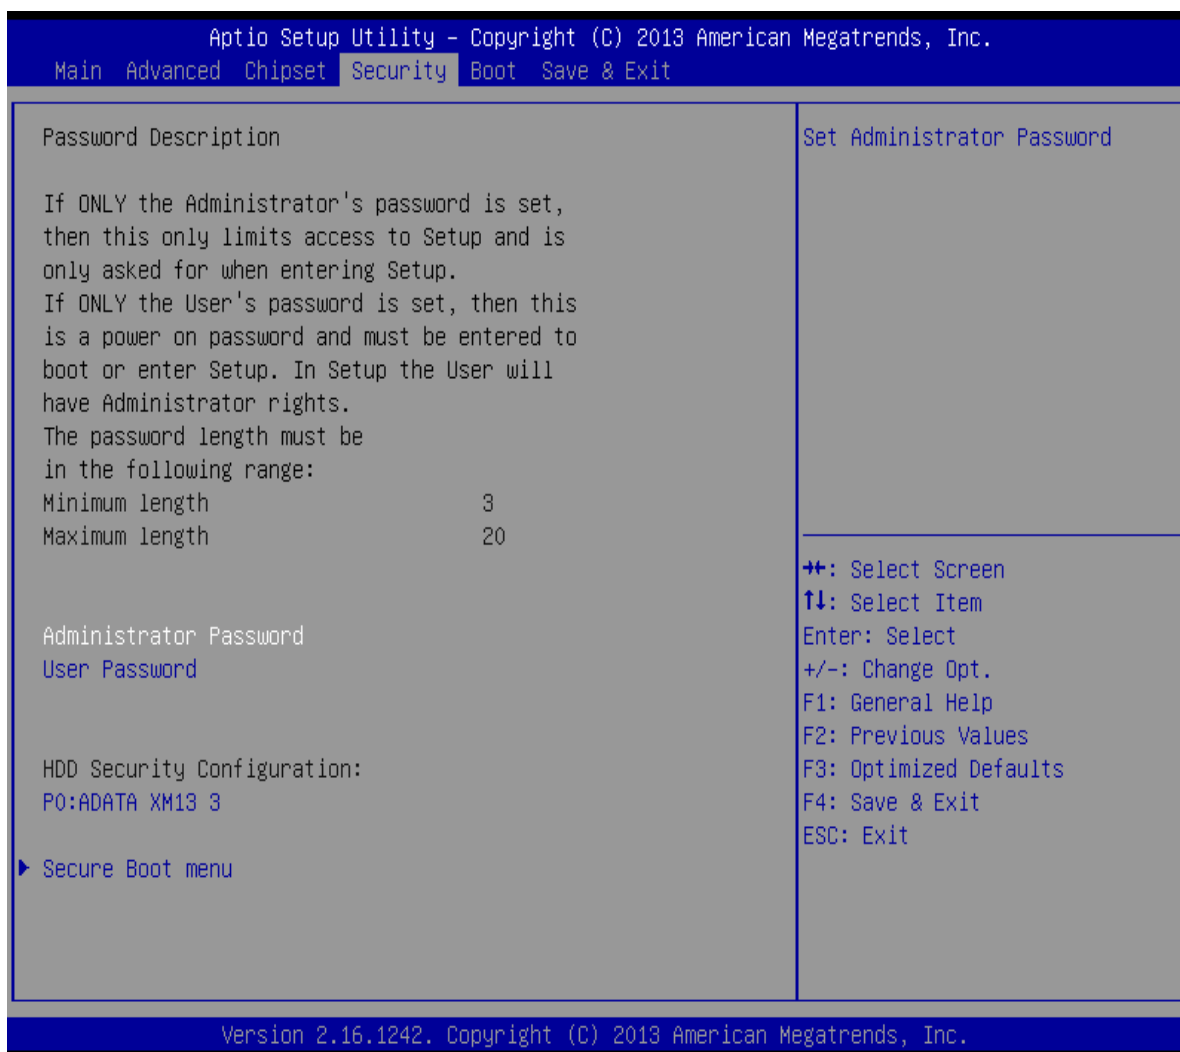 Aptio Setup Utility – Copyright (C) 2013 American Megatrends, Inc.
Main Advanced Chipset Security Boot Save & Exit
Password Description
If ONLY the Administrator's password is set,
then this only limits access to Setup and is
only asked for when entering Setup.
If ONLY the User's password is set, then this
is a power on password and must be entered to
boot or enter Setup. In Setup the User will
have Administrator rights.
The password length must be
in the following range:
Minimum length 3
Maximum length 20
Administrator Password
User Password
HDD Security Configuration:
P0:ADATA XM13 3
Secure Boot menu
Set Administrator Password
→←: Select Screen
↑↓: Select Item
Enter: Select
+/-: Change Opt.
F1: General Help
F2: Previous Values
F3: Optimized Defaults
F4: Save & Exit
ESC: Exit
Version 2.16.1242. Copyright (C) 2013 American Megatrends, Inc.